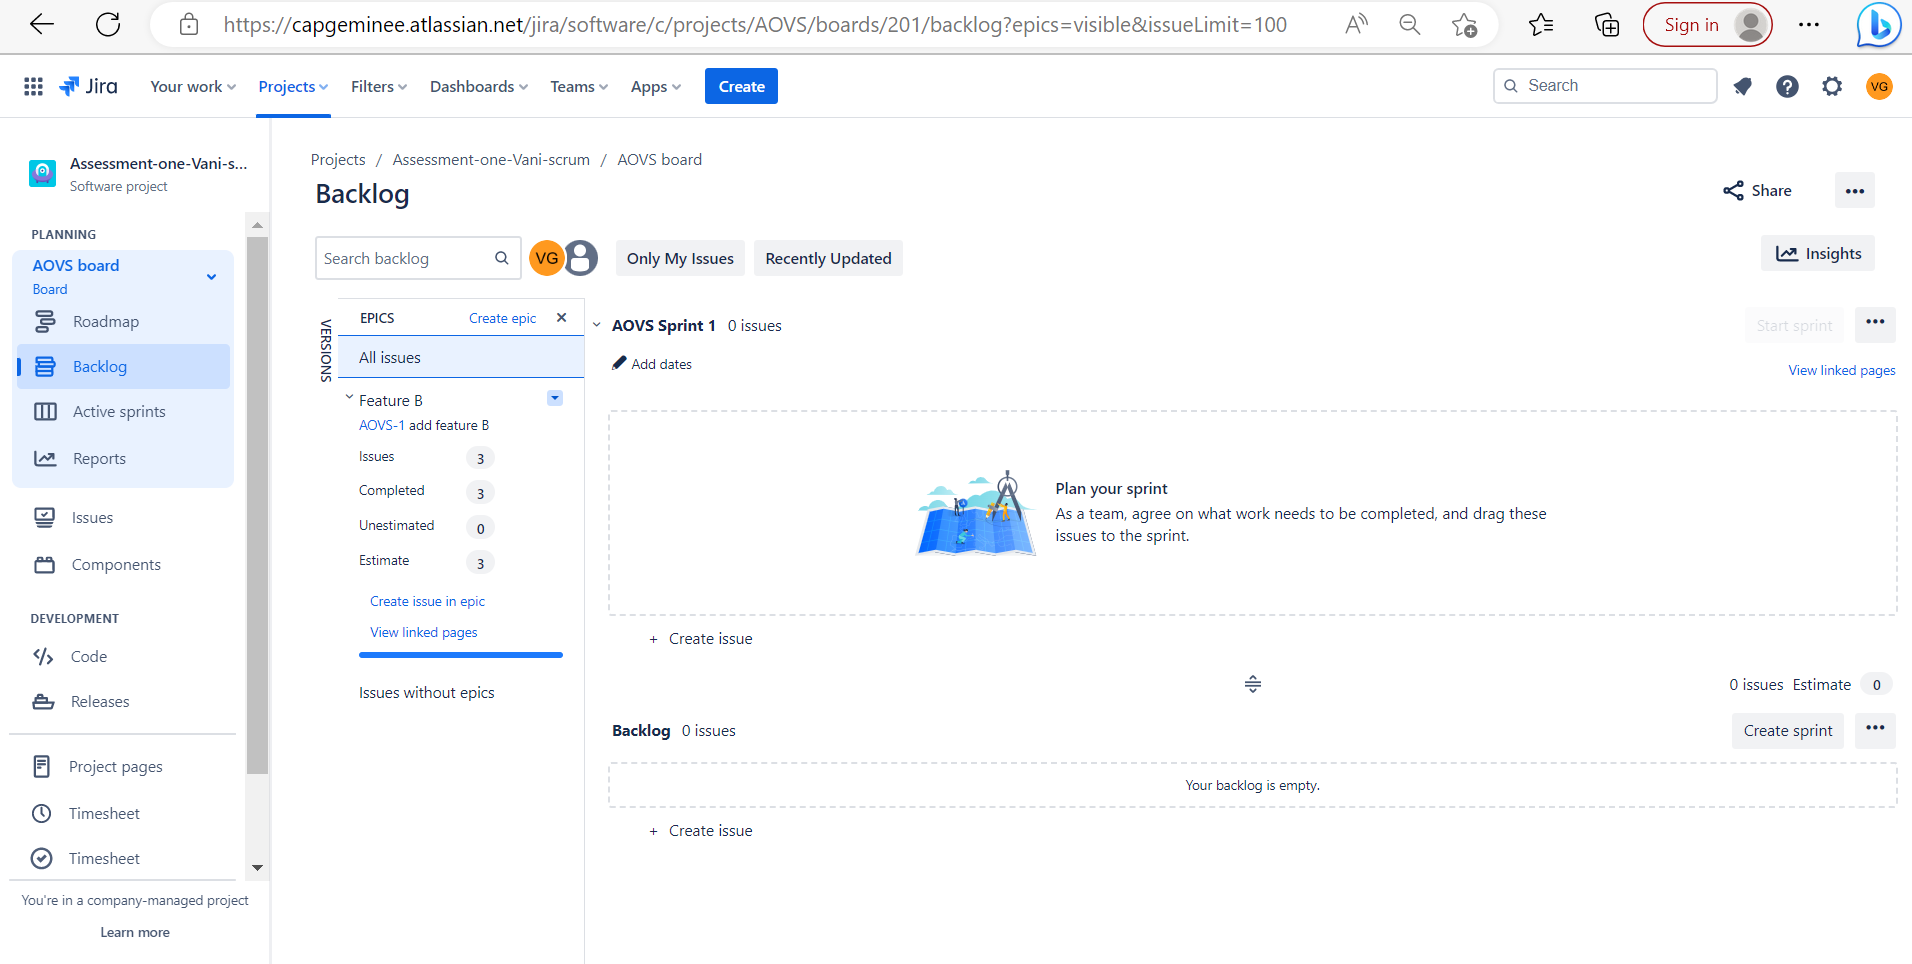 https://capgeminee.atlassian.net/jira/software/c/projects/AOVS/boards/201/backlog?epics=visible&issueLimit=100
Sign in
Jira
Your work
Projects
Filters
Dashboards
Teams
Apps
Create
Search
VG
Assessment-one-Vani-s...
Software project
PLANNING
AOVS board
Board
Roadmap
Backlog
Active sprints
Reports
Issues
Components
DEVELOPMENT
Code
Releases
Project pages
Timesheet
Timesheet
You're in a company-managed project
Learn more
Projects / Assessment-one-Vani-scrum / AOVS board
Backlog
Share
Search backlog
VG
Only My Issues
Recently Updated
Insights
VERSIONS
EPICS
Create epic
All issues
Feature B
AOVS-1 add feature B
Issues 3
Completed 3
Unestimated 0
Estimate 3
Create issue in epic
View linked pages
Issues without epics
AOVS Sprint 1 0 issues
Start sprint
Add dates
View linked pages
Plan your sprint
As a team, agree on what work needs to be completed, and drag these
issues to the sprint.
+ Create issue
0 issues Estimate 0
Backlog 0 issues
Create sprint
Your backlog is empty.
+ Create issue